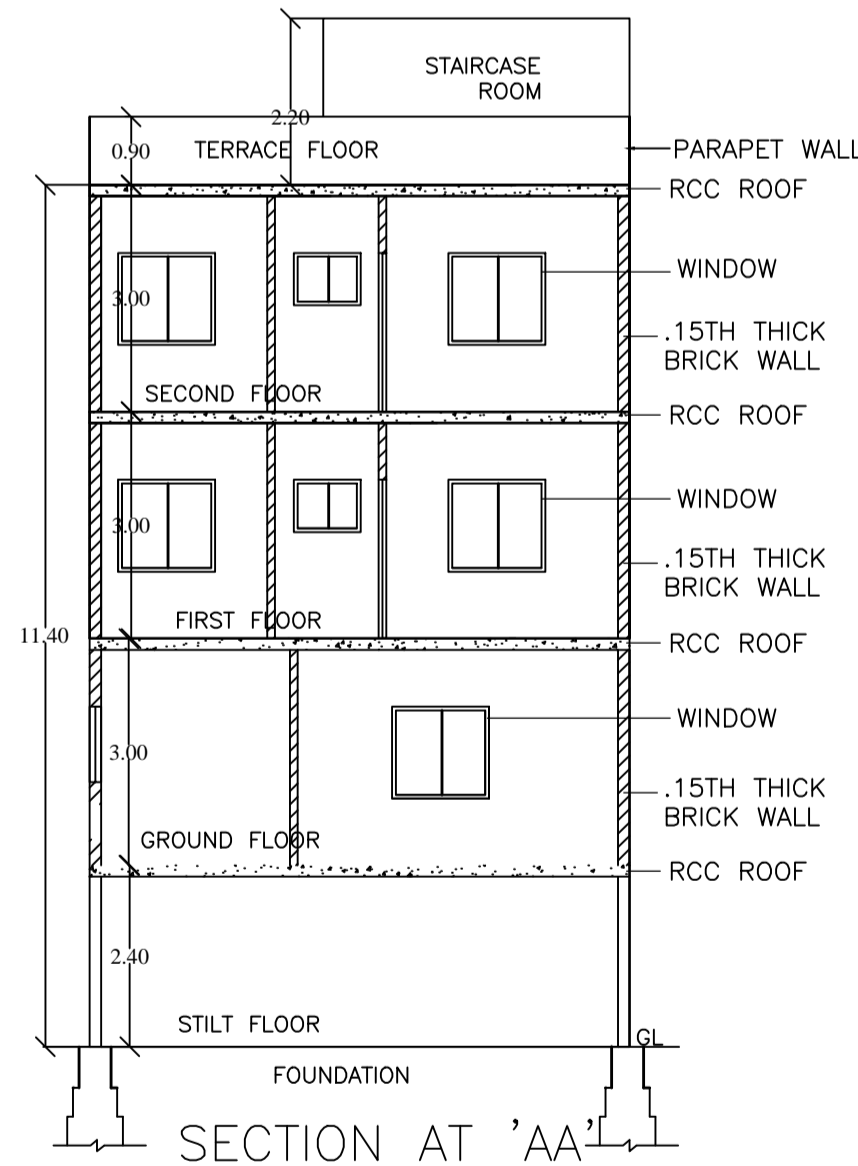 STAIRCASE
ROOM
2.20
0.90
TERRACE FLOOR
PARAPET WALL
RCC ROOF
WINDOW
3.00
.15TH THICK
BRICK WALL
SECOND FLOOR
RCC ROOF
WINDOW
3.00
.15TH THICK
BRICK WALL
FIRST FLOOR
11.40
RCC ROOF
WINDOW
3.00
.15TH THICK
BRICK WALL
GROUND FLOOR
RCC ROOF
2.40
STILT FLOOR
GL
FOUNDATION
SECTION AT 'AA'